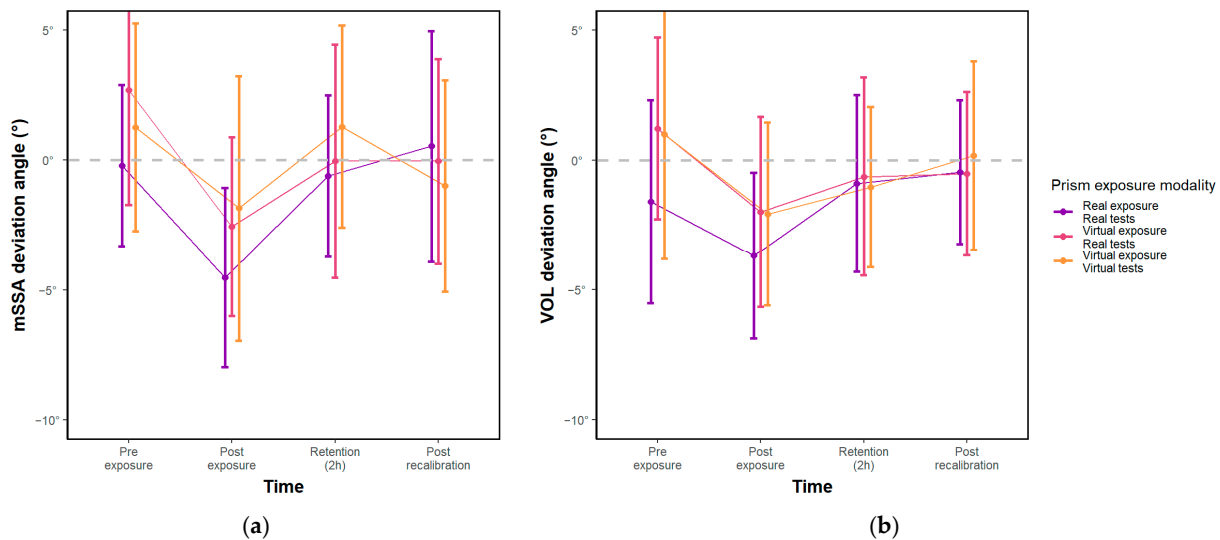 mSSA deviation angle (°)
5°
0°
−5°
−10°
Pre
exposure
Post
exposure
Retention
(2h)
Post
recalibration
Time
(a)
VOL deviation angle (°)
5°
0°
−5°
−10°
Pre
exposure
Post
exposure
Retention
(2h)
Post
recalibration
Time
(b)
Prism exposure modality
Real exposure
Real tests
Virtual exposure
Real tests
Virtual exposure
Virtual tests